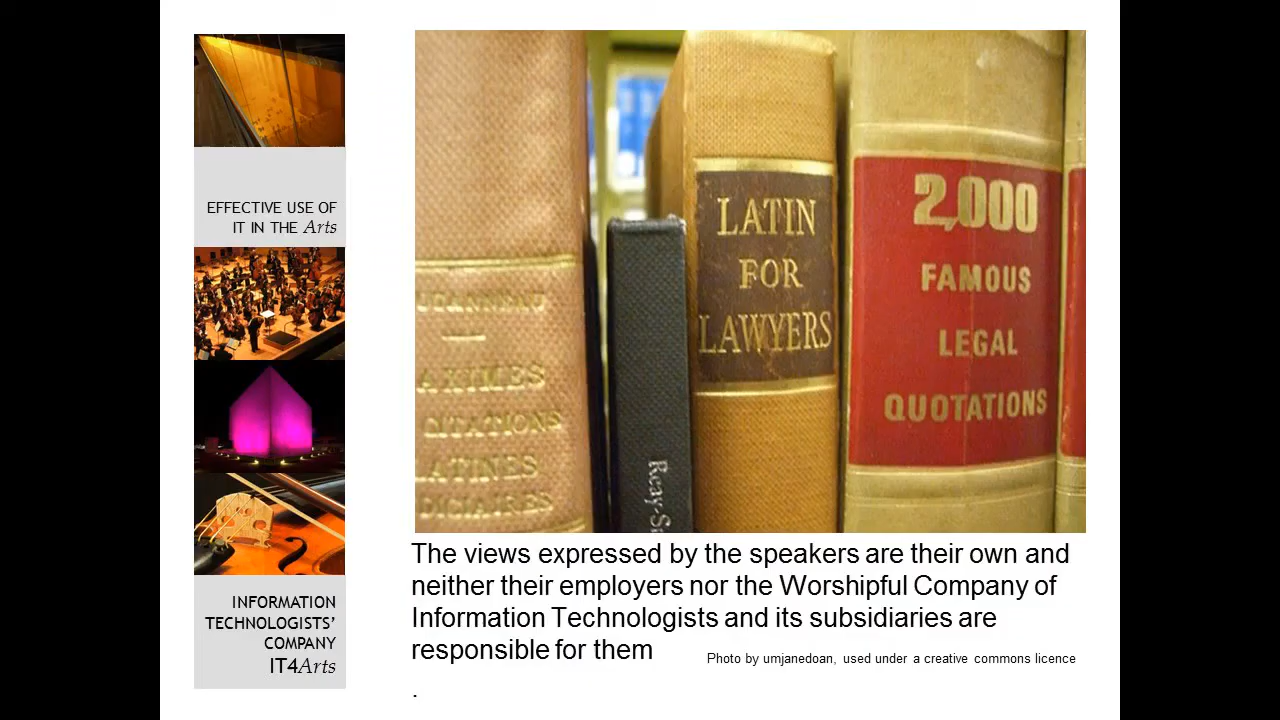 EFFECTIVE USE OF
IT IN THE Arts
INFORMATION
TECHNOLOGISTS’
COMPANY
IT4Arts
LATINES
LATIN
FOR
LAWYERS
2,000
FAMOUS
LEGAL
QUOTATIONS
The views expressed by the speakers are their own and
neither their employers nor the Worshipful Company of
Information Technologists and its subsidiaries are
responsible for them
Photo by umjanedoan, used under a creative commons licence
.